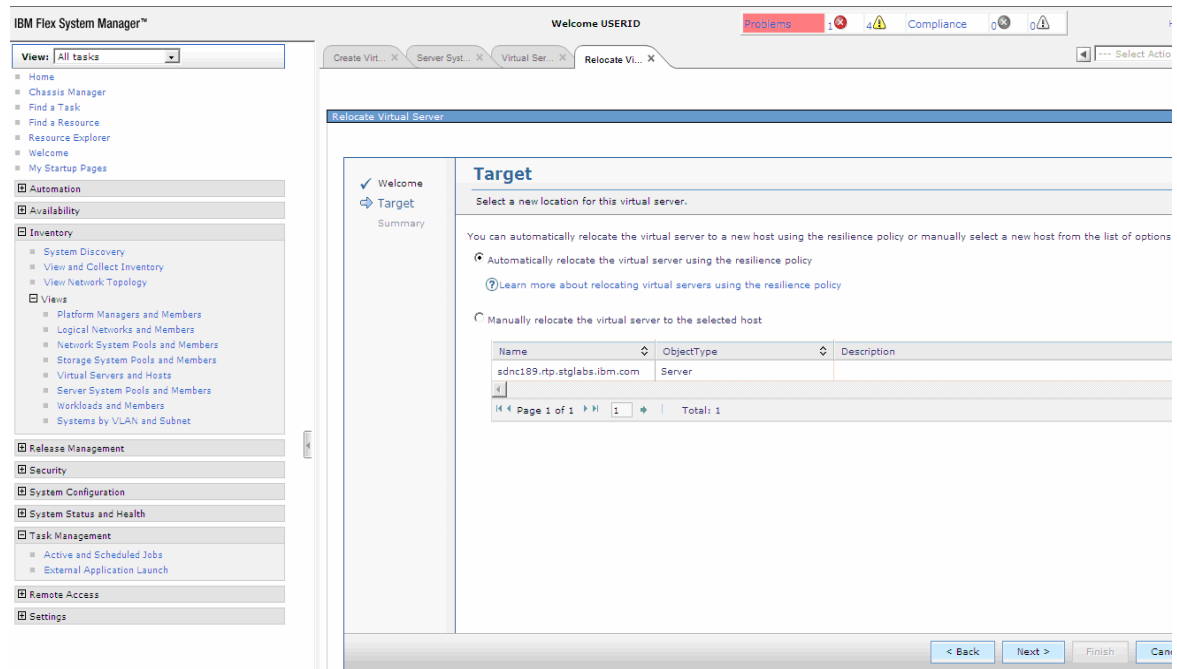 IBM Flex System Manager™
Welcome USERID
Problems 1 4 Compliance 0 0
View: All tasks
Home
Chassis Manager
Find a Task
Find a Resource
Resource Explorer
Welcome
My Startup Pages
Automation
Availability
Inventory
System Discovery
View and Collect Inventory
View Network Topology
Views
Platform Managers and Members
Logical Networks and Members
Network System Pools and Members
Storage System Pools and Members
Virtual Servers and Hosts
Server System Pools and Members
Workloads and Members
Systems by VLAN and Subnet
Release Management
Security
System Configuration
System Status and Health
Task Management
Active and Scheduled Jobs
External Application Launch
Remote Access
Settings
Create Virt... X Server Syst... X Virtual Ser... X Relocate Vi... X
--- Select Actio
Relocate Virtual Server
Welcome
Target
Summary
Target
Select a new location for this virtual server.
You can automatically relocate the virtual server to a new host using the resilience policy or manually select a new host from the list of options
Automatically relocate the virtual server using the resilience policy
?Learn more about relocating virtual servers using the resilience policy
Manually relocate the virtual server to the selected host
Name ObjectType Description
sdnc189.rtp.stglabs.ibm.com Server
Page 1 of 1 1 Total: 1
< Back Next > Finish Canc